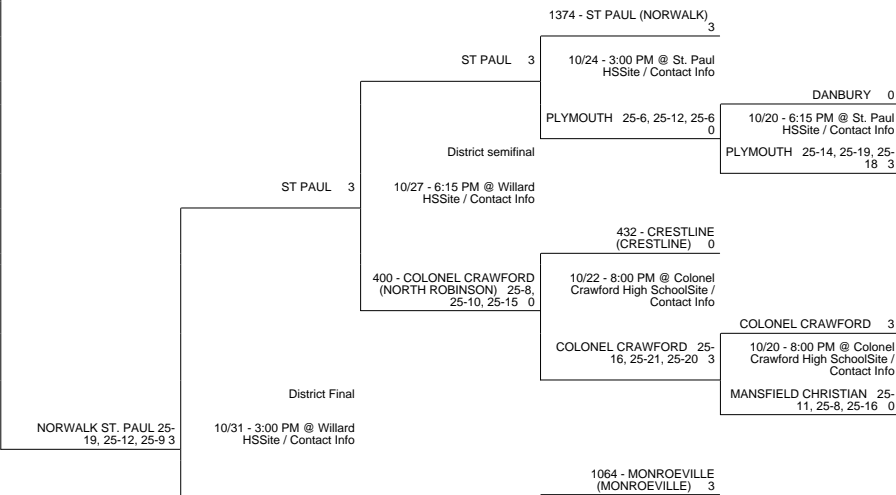 1374 - ST PAUL (NORWALK)
3
ST PAUL 3
10/24 - 3:00 PM @ St. Paul
HSSite / Contact Info
DANBURY 0
PLYMOUTH 25-6, 25-12, 25-6
0
10/20 - 6:15 PM @ St. Paul
HSSite / Contact Info
District semifinal
PLYMOUTH 25-14, 25-19, 25-
18 3
ST PAUL 3
10/27 - 6:15 PM @ Willard
HSSite / Contact Info
432 - CRESTLINE
(CRESTLINE) 0
400 - COLONEL CRAWFORD
(NORTH ROBINSON) 25-8,
25-10, 25-15 0
10/22 - 8:00 PM @ Colonel
Crawford High SchoolSite /
Contact Info
COLONEL CRAWFORD 3
COLONEL CRAWFORD 25-
16, 25-21, 25-20 3
10/20 - 8:00 PM @ Colonel
Crawford High SchoolSite /
Contact Info
District Final
MANSFIELD CHRISTIAN 25-
11, 25-8, 25-16 0
NORWALK ST. PAUL 25-
19, 25-12, 25-9 3
10/31 - 3:00 PM @ Willard
HSSite / Contact Info
1064 - MONROEVILLE
(MONROEVILLE) 3